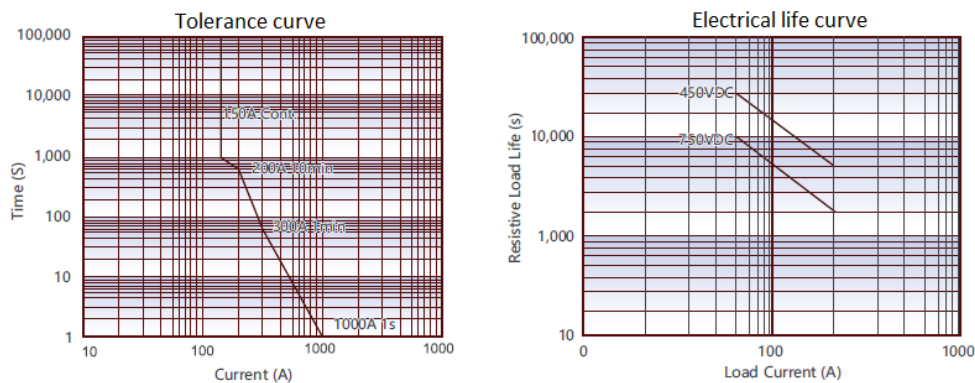 Tolerance curve
100,000
10,000
1,000
100
10
1
Time (S)
150A Cont.
200A 10min
300A 1min
1000A 1s
10
100
1000
1000
Current (A)
Electrical life curve
100,000
10,000
1,000
10
Resistive Load Life (s)
450VDC
750VDC
0
100
1000
Load Current (A)